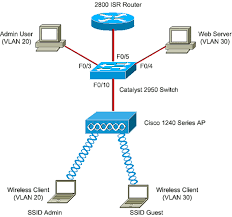 2800 ISR Router
Admin User
(VLAN 20)
Web Server
(VLAN 30)
F0/5
F0/3
F0/4
F0/10
Catalyst 2950 Switch
Cisco 1240 Series AP
Wireless Client
(VLAN 20)
Wireless Client
(VLAN 30)
SSID Admin
SSID Guest